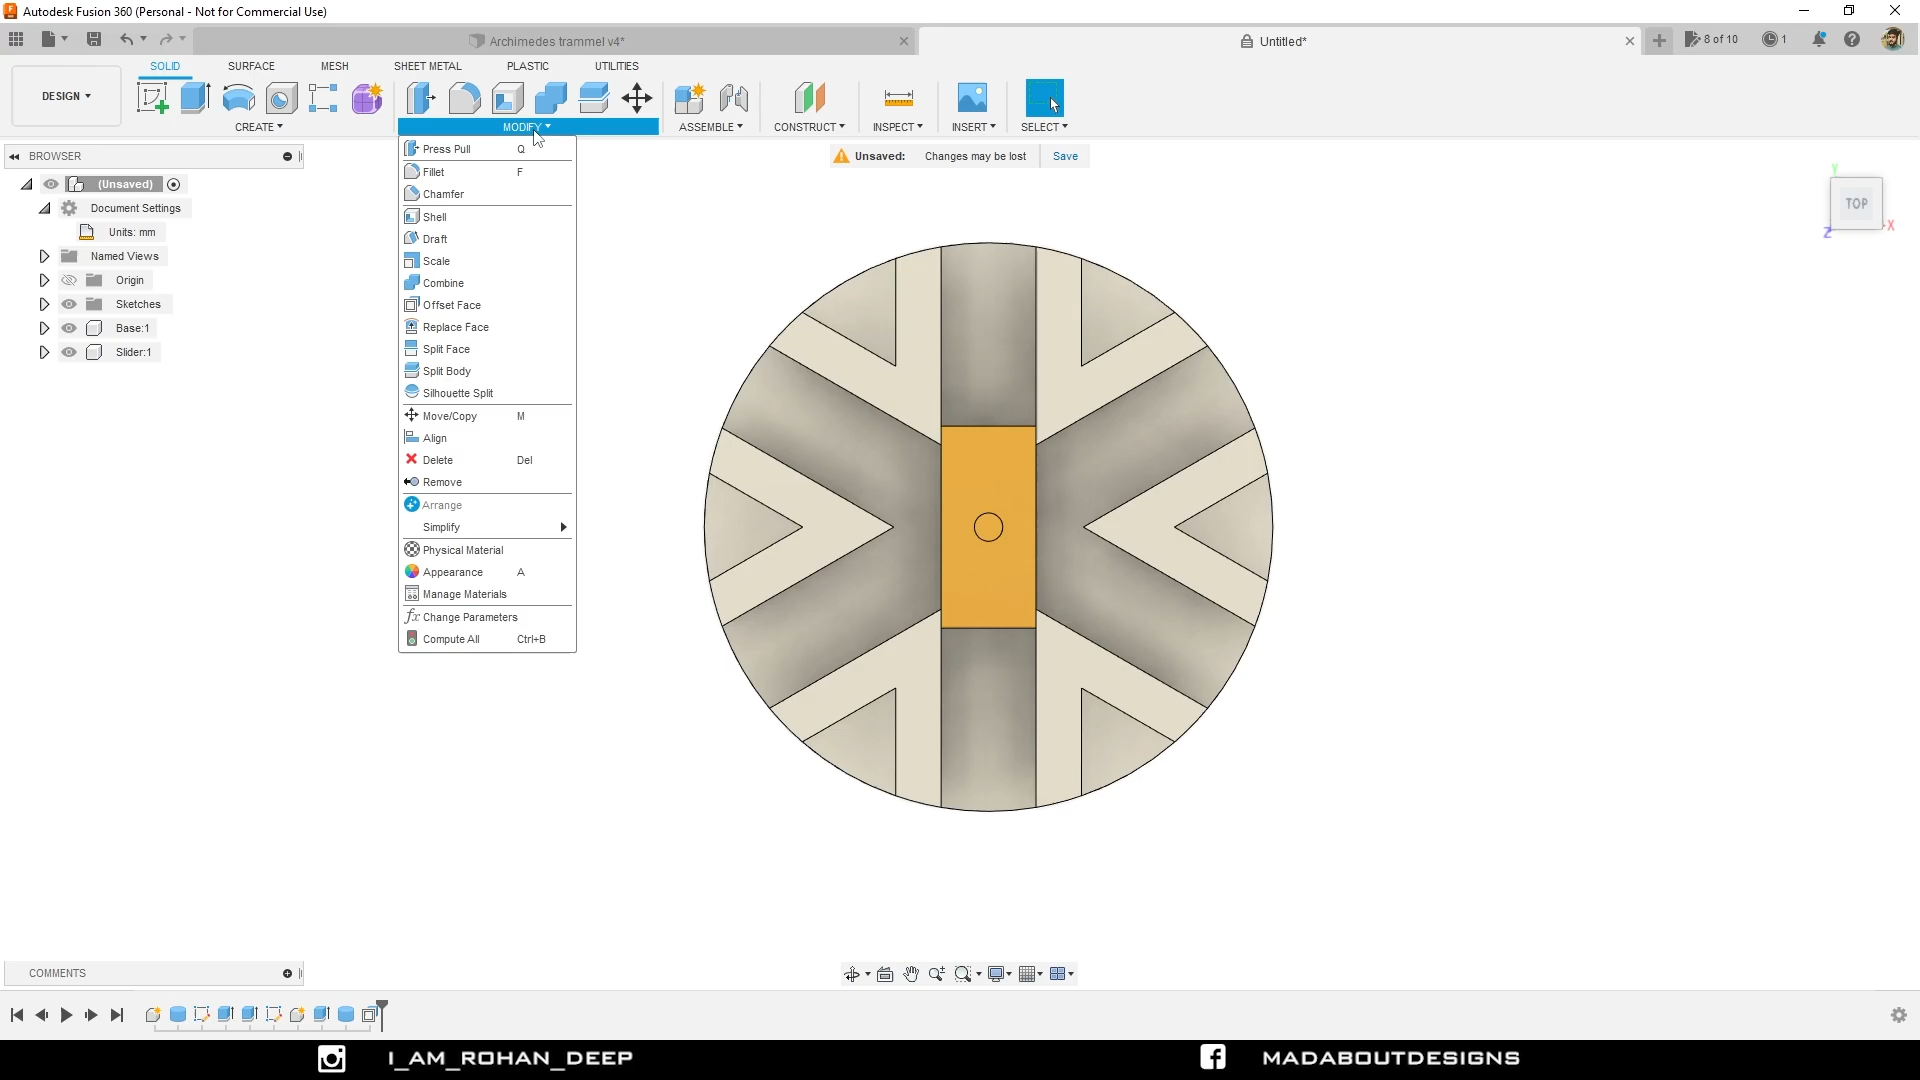 Autodesk Fusion 360 (Personal - Not for Commercial Use)
Archimedes trammel v4*
Untitled*
8 of 10
1
DESIGN
SOLID
SURFACE
MESH
SHEET METAL
PLASTIC
UTILITIES
CREATE
MODIFY
ASSEMBLE
CONSTRUCT
INSPECT
INSERT
SELECT
BROWSER
(Unsaved)
Document Settings
Units: mm
Named Views
Origin
Sketches
Base:1
Slider:1
Press Pull Q
Fillet F
Chamfer
Shell
Draft
Scale
Combine
Offset Face
Replace Face
Split Face
Split Body
Silhouette Split
Move/Copy M
Align
Delete Del
Remove
Arrange
Simplify
Physical Material
Appearance A
Manage Materials
fx Change Parameters
Compute All Ctrl+B
Unsaved: Changes may be lost Save
Y
TOP
X
Z
COMMENTS
I_AM_ROHAN_DEEP
MADABOUTDESIGNS